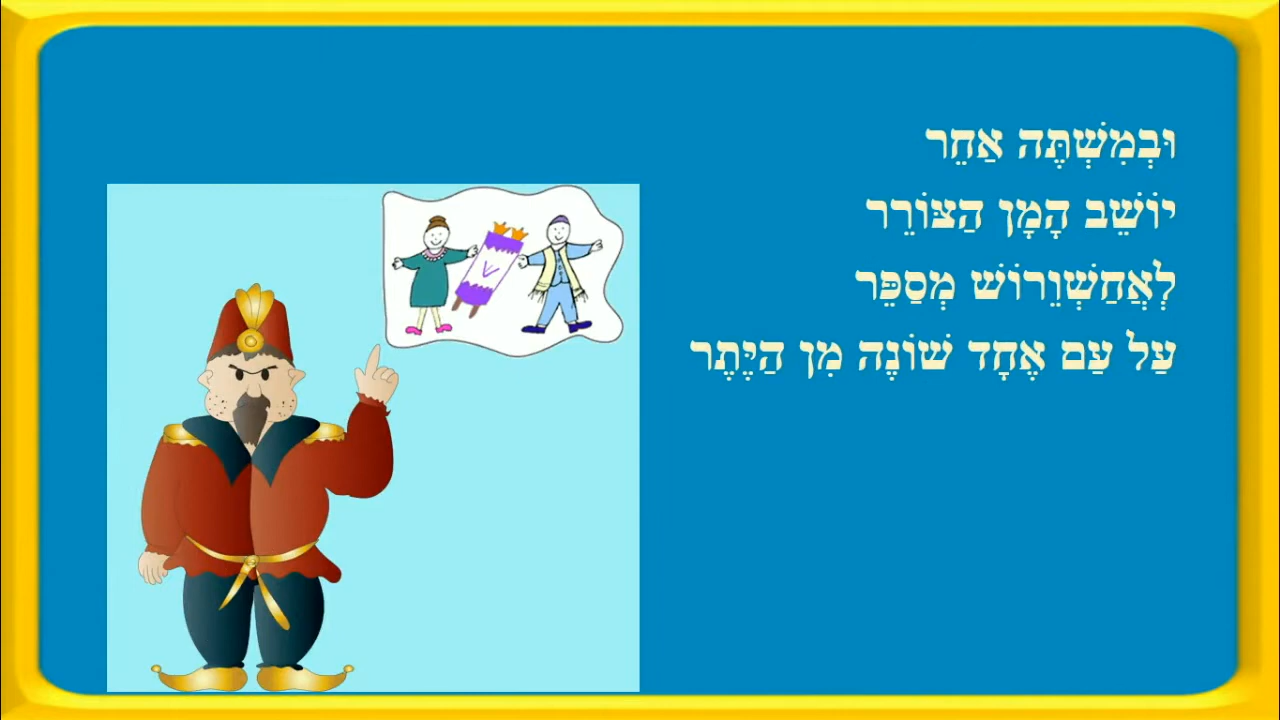 וּבְמִשְׁתֶּה אַחֵר
יוֹשֵׁב הָמָן הַצּוֹרֵר
לְאֲחַשְׁוֵרוֹשׁ מְסַפֵּר
עַל עַם אֶחָד שׁוֹנֶה מִן הַיֶּתֶר